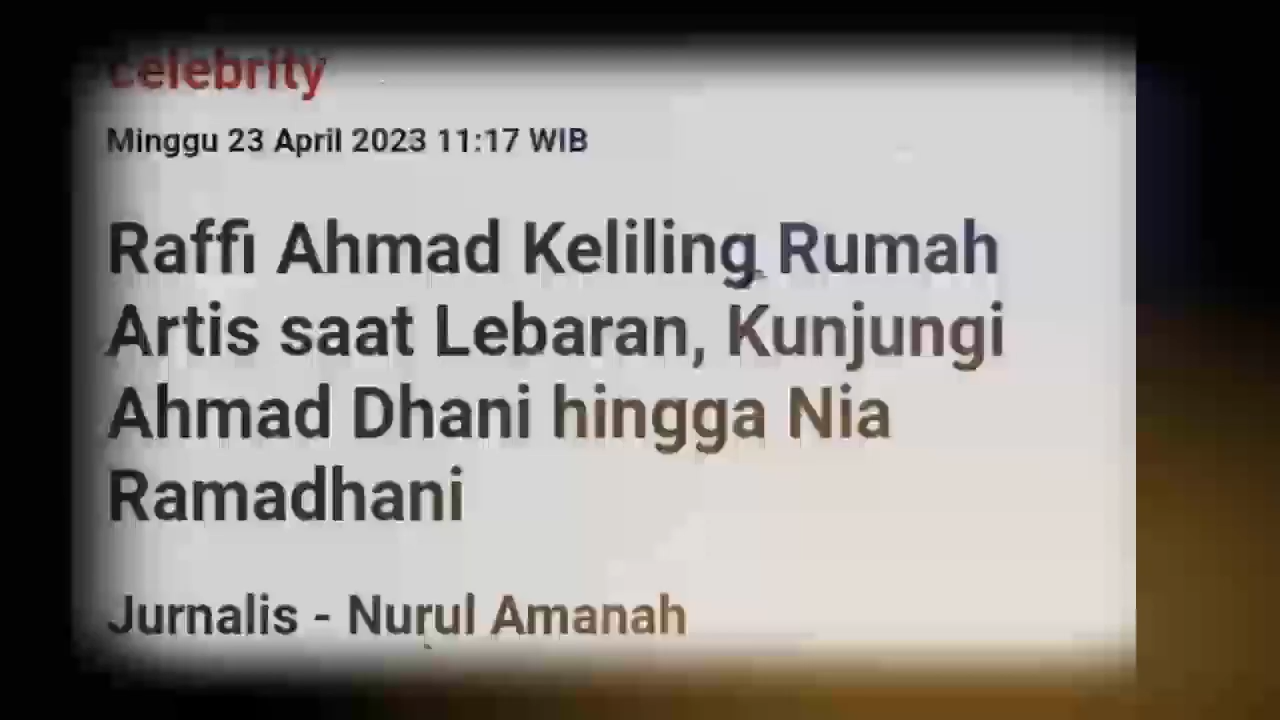 celebrity
Minggu 23 April 2023 11:17 WIB
Raffi Ahmad Keliling Rumah
Artis saat Lebaran, Kunjungi
Ahmad Dhani hingga Nia
Ramadhani
Jurnalis - Nurul Amanah